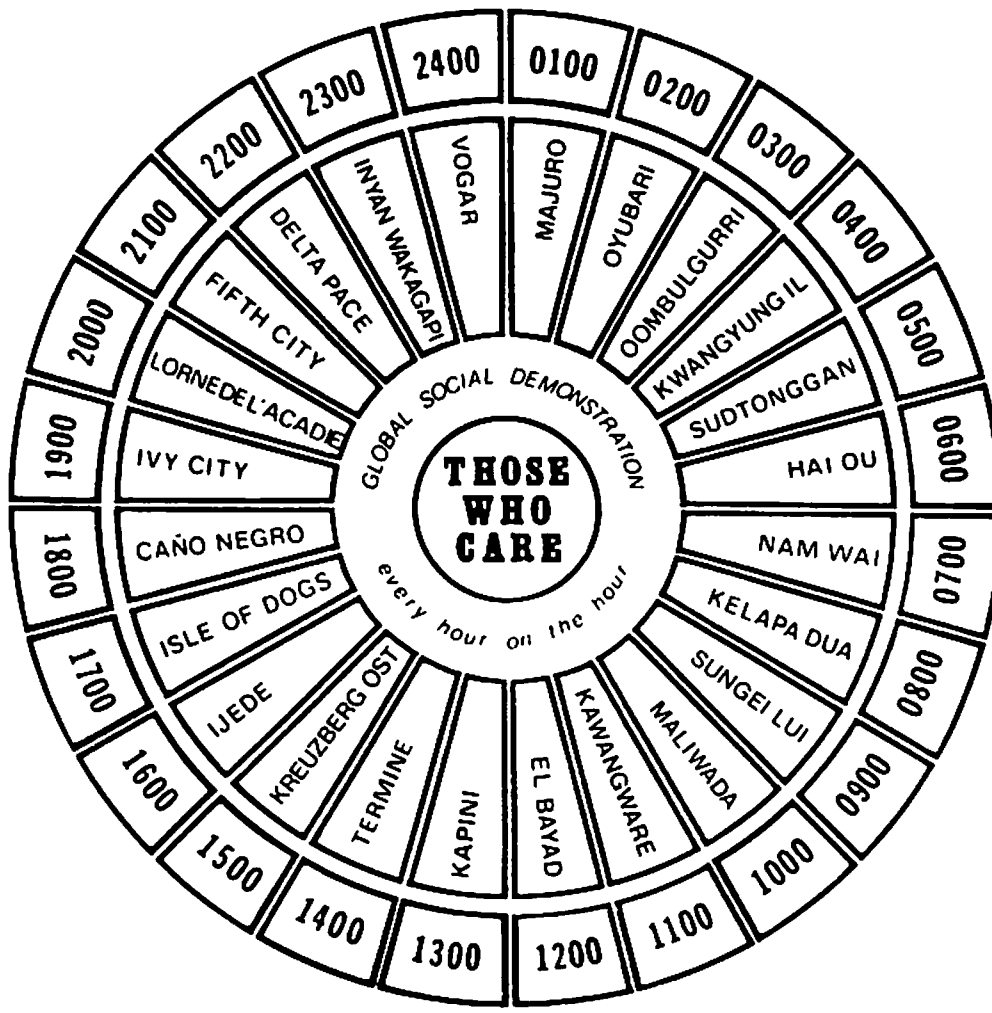 0100
0200
0300
0400
0500
0600
0700
0800
0900
1000
1100
1200
1300
1400
1500
1600
1700
1800
1900
2000
2100
2200
2300
2400
MAJURO
OYUBARI
OOMBULGURRI
KWANGYUNG IL
SUDTONGGAN
HAI OU
NAM WAI
KELAPA DUA
SUNGEI LUI
MALIWADA
KAWANGWARE
EL BAYAD
KAPINI
TERMINE
KREUZBERG OST
IJEDE
ISLE OF DOGS
CAÑO NEGRO
IVY CITY
LORNEDEL'ACADIE
FIFTH CITY
DELTA PACE
INYAN WAKAGAPI
VOGAR
GLOBAL SOCIAL DEMONSTRATION
THOSE
WHO
CARE
every hour on the hour